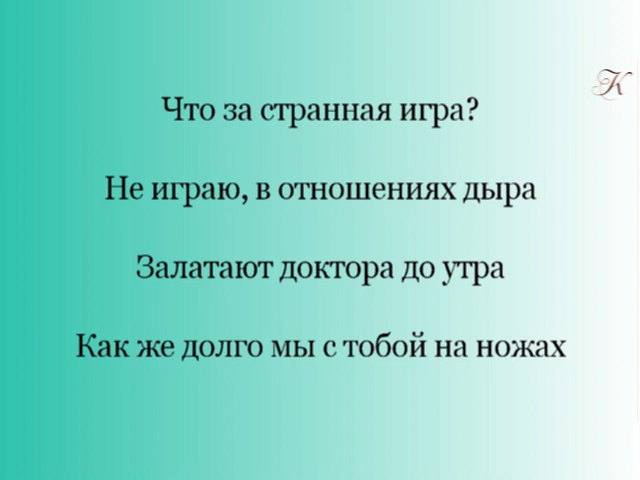 К
Что за странная игра?
Не играю, в отношениях дыра
Залатают доктора до утра
Как же долго мы с тобой на ножах